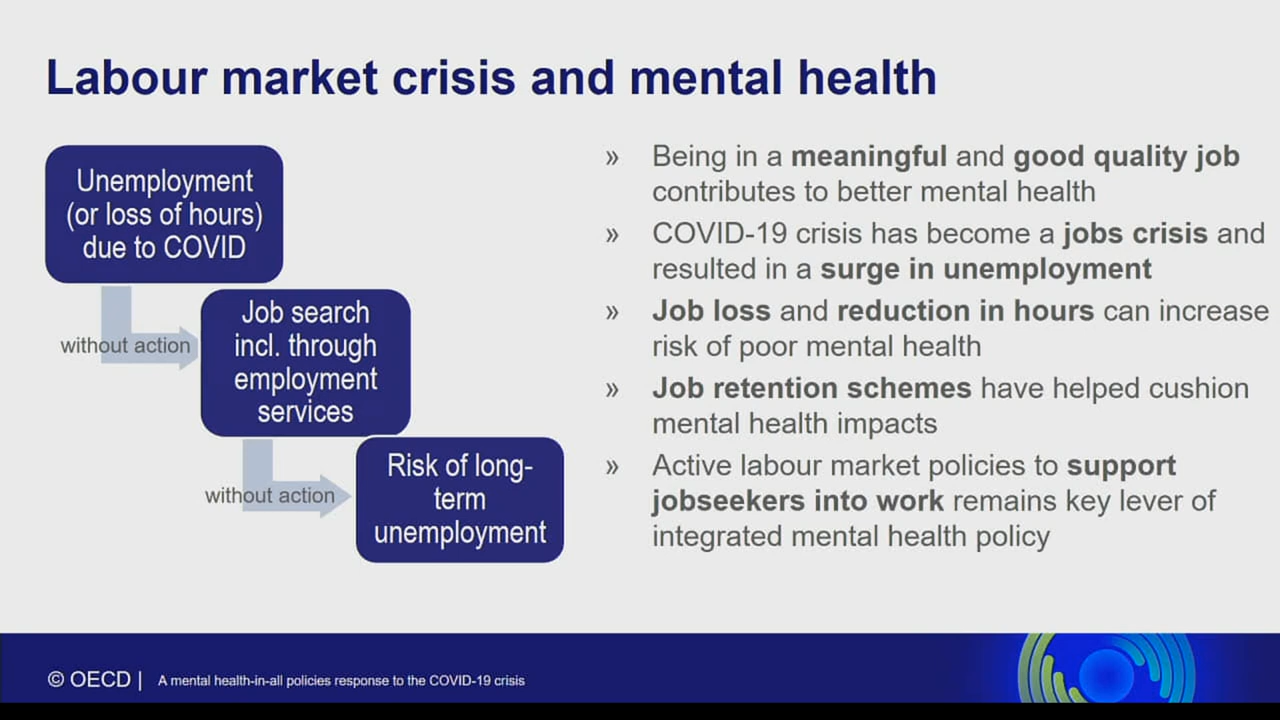 Labour market crisis and mental health
Unemployment
(or loss of hours)
due to COVID
without action
Job search
incl. through
employment
services
without action
Risk of long-
term
unemployment
» Being in a meaningful and good quality job
contributes to better mental health
» COVID-19 crisis has become a jobs crisis and
resulted in a surge in unemployment
» Job loss and reduction in hours can increase
risk of poor mental health
» Job retention schemes have helped cushion
mental health impacts
» Active labour market policies to support
jobseekers into work remains key lever of
integrated mental health policy
© OECD | A mental health-in-all policies response to the COVID-19 crisis